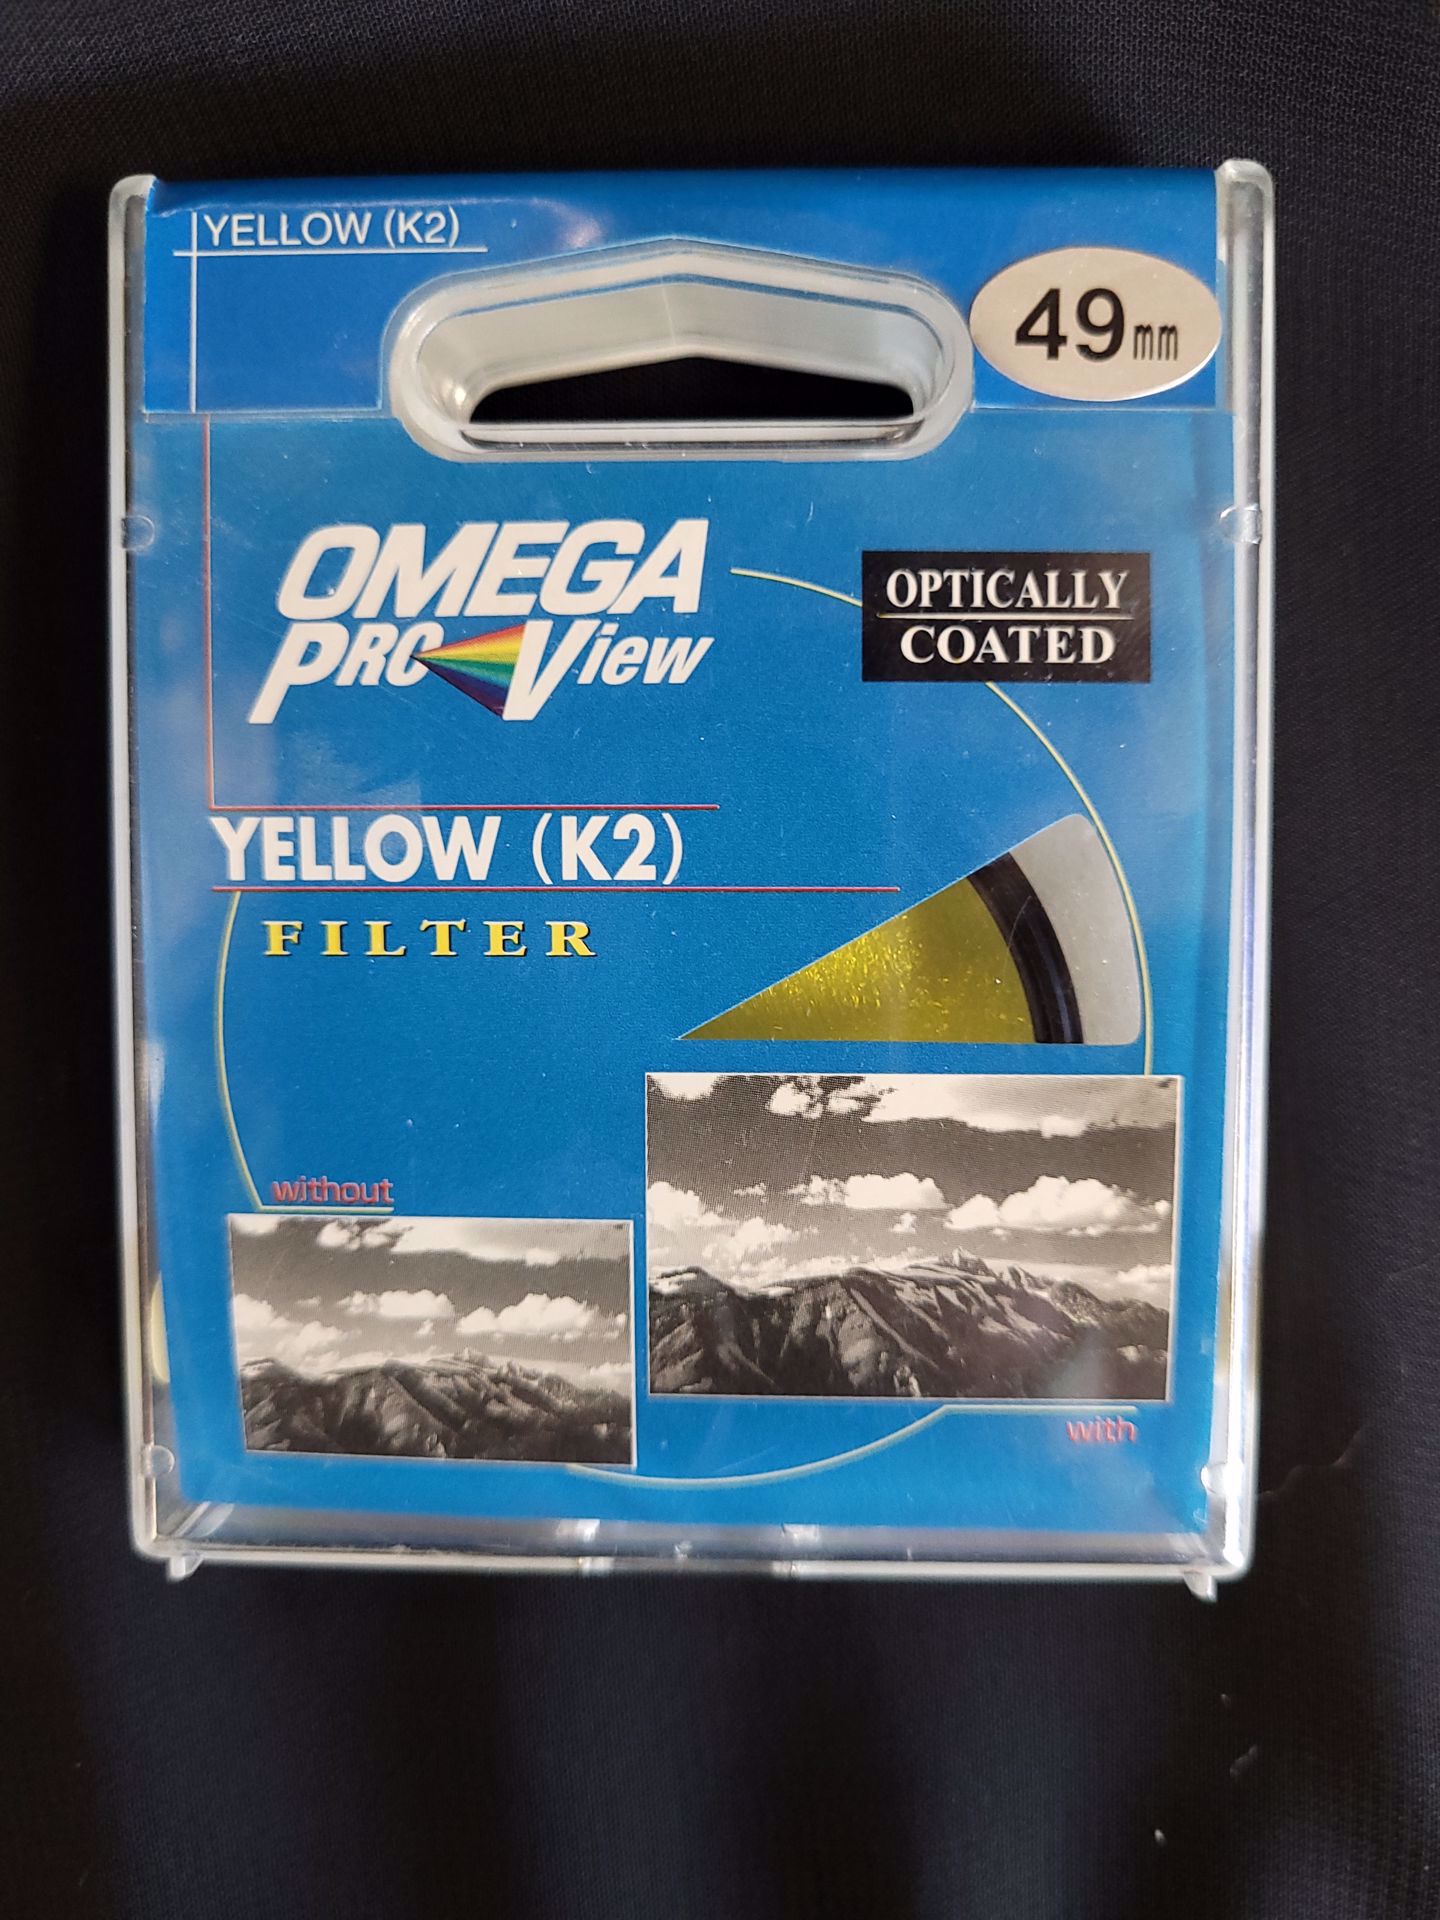 YELLOW (K2)
49mm
OMEGA
PRO View
OPTICALLY
COATED
YELLOW (K2)
FILTER
without
with